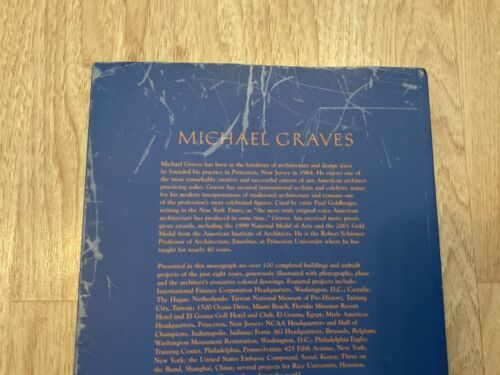 MICHAEL GRAVES
Michael Graves has been at the forefront of architecture and design since
he founded his practice in Princeton, New Jersey in 1964. He enjoys one of
the most remarkably creative and successful careers of any American architect
practicing today. Graves has secured international acclaim and celebrity status
for his modern interpretations of traditional architecture and remains one
of the profession's most celebrated figures. Cited by critic Paul Goldberger,
writing in the New York Times, as "the most truly original voice American
architecture has produced in some time," Graves has received many presti-
gious awards, including the 1999 National Medal of Arts and the 2001 Gold
Medal from the American Institute of Architects. He is the Robert Schirmer
Professor of Architecture, Emeritus, at Princeton University where he has
taught for nearly 40 years.
Presented in this monograph are over 100 completed buildings and unbuilt
projects of the past eight years, generously illustrated with photographs, plans
and the architect's evocative colored drawings. Featured projects include:
International Finance Corporation Headquarters, Washington, D.C.; Castalia,
The Hague, Netherlands; Taiwan National Museum of Pre-History, Taitung
City, Taiwan; 1500 Ocean Drive, Miami Beach, Florida; Miramar Resort
Hotel and El Gouna Golf Hotel and Club, El Gouna, Egypt; Miele Americas
Headquarters, Princeton, New Jersey; NCAA Headquarters and Hall of
Champions, Indianapolis, Indiana; Fortis AG Headquarters, Brussels, Belgium;
Washington Monument Restoration, Washington, D.C.; Philadelphia Eagles
Training Center, Philadelphia, Pennsylvania; 425 Fifth Avenue, New York,
New York; the United States Embassy Compound, Seoul, Korea; Three on
the Bund, Shanghai, China; several projects for Rice University, Houston,